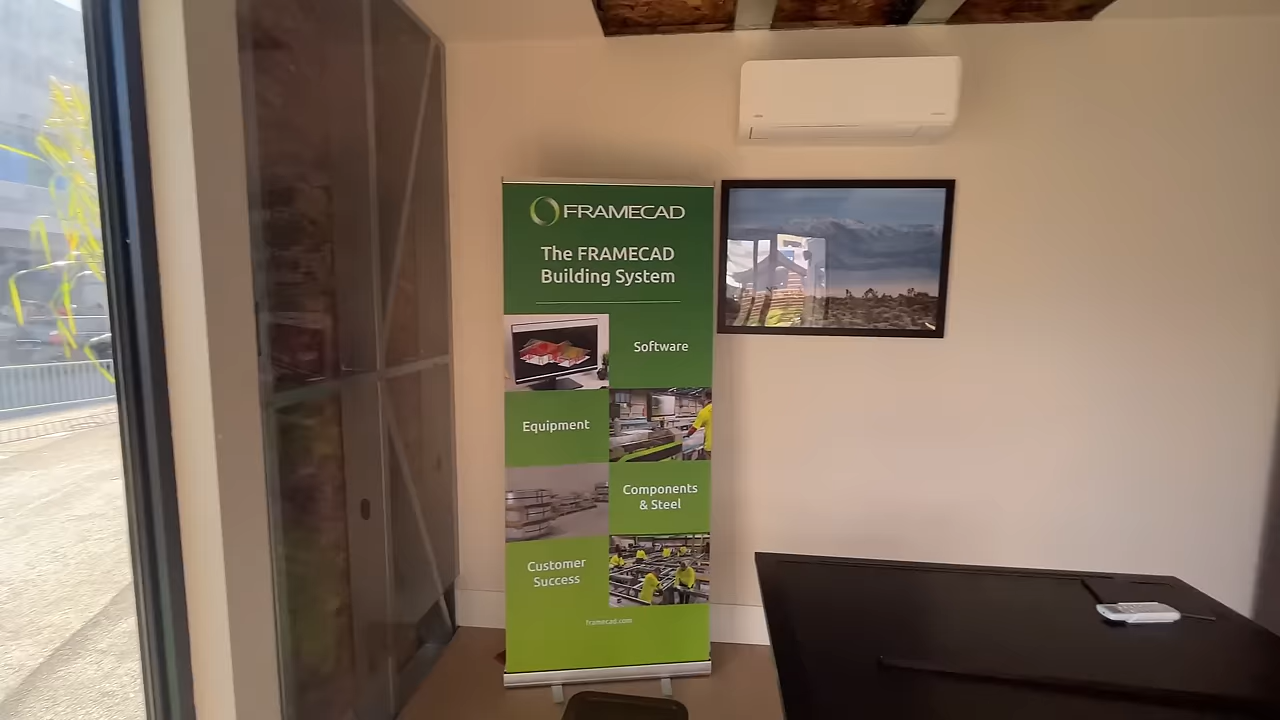 FRAMECAD
The FRAMECAD
Building System
Software
Equipment
Components
& Steel
Customer
Success
framecad.com